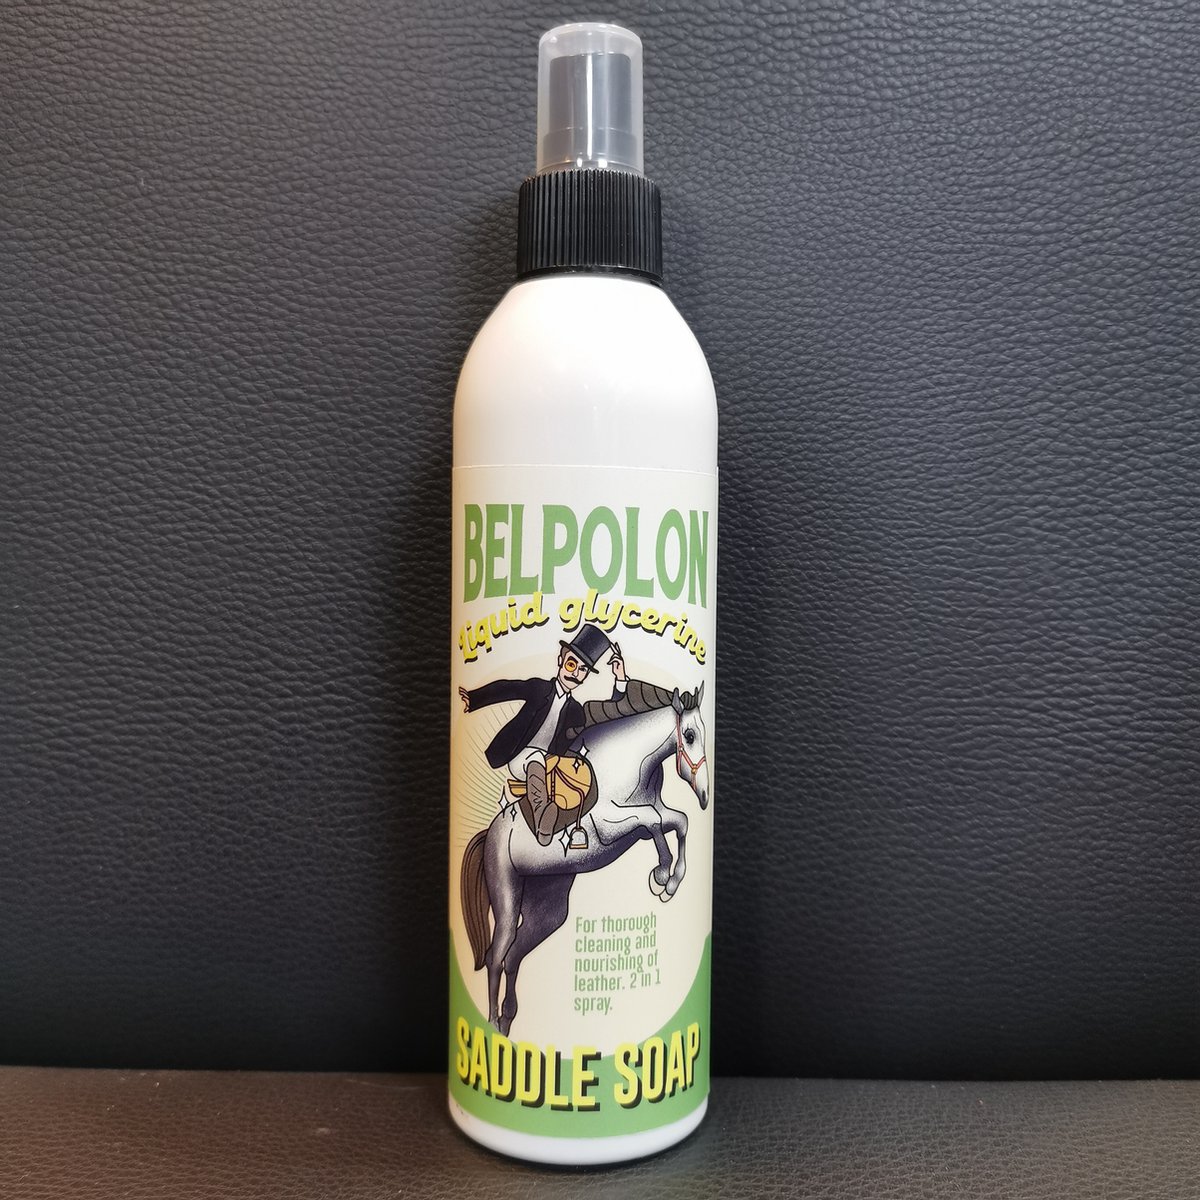 BELPOLON
Liquid glycerine
For thorough
cleaning and
nourishing of
leather. 2 in 1
spray.
SADDLE SOAP